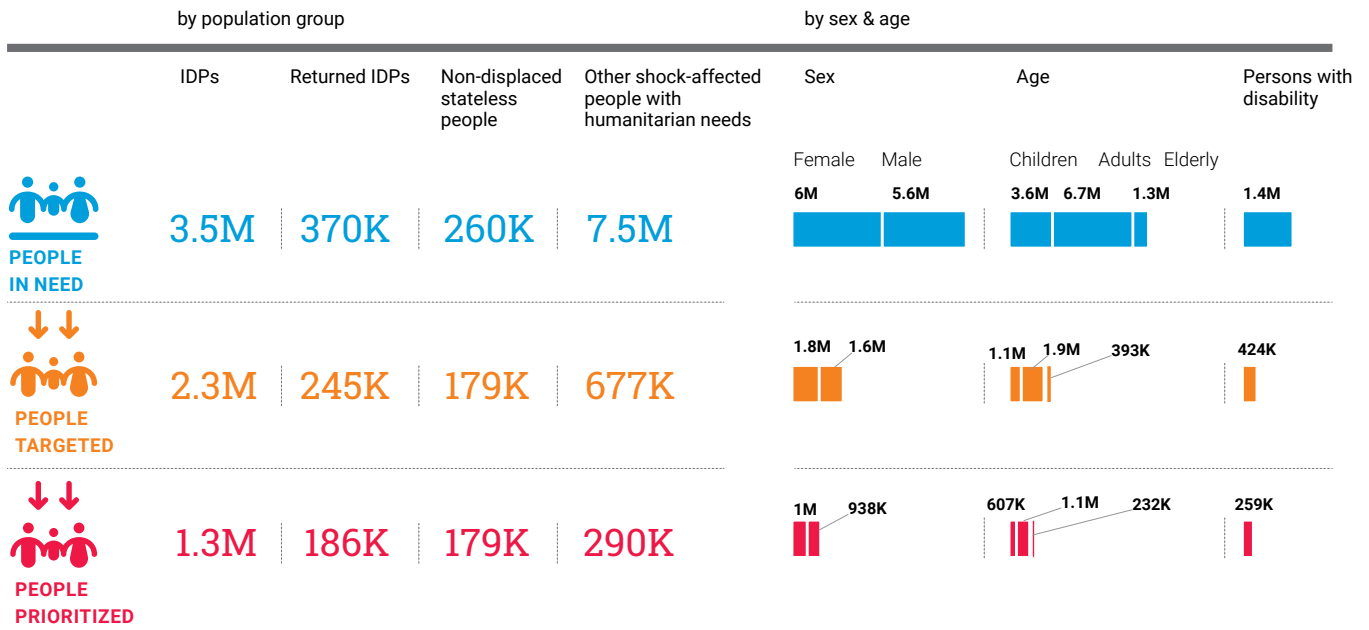 by population group
by sex & age
IDPs
Returned IDPs
Non-displaced
stateless
people
Other shock-affected
people with
humanitarian needs
Sex
Age
Persons with
disability
Female Male
Children Adults Elderly
PEOPLE
IN NEED
3.5M
370K
260K
7.5M
6M 5.6M
3.6M 6.7M 1.3M
1.4M
PEOPLE
TARGETED
2.3M
245K
179K
677K
1.8M 1.6M
1.1M 1.9M 393K
424K
PEOPLE
PRIORITIZED
1.3M
186K
179K
290K
1M 938K
607K 1.1M 232K
259K